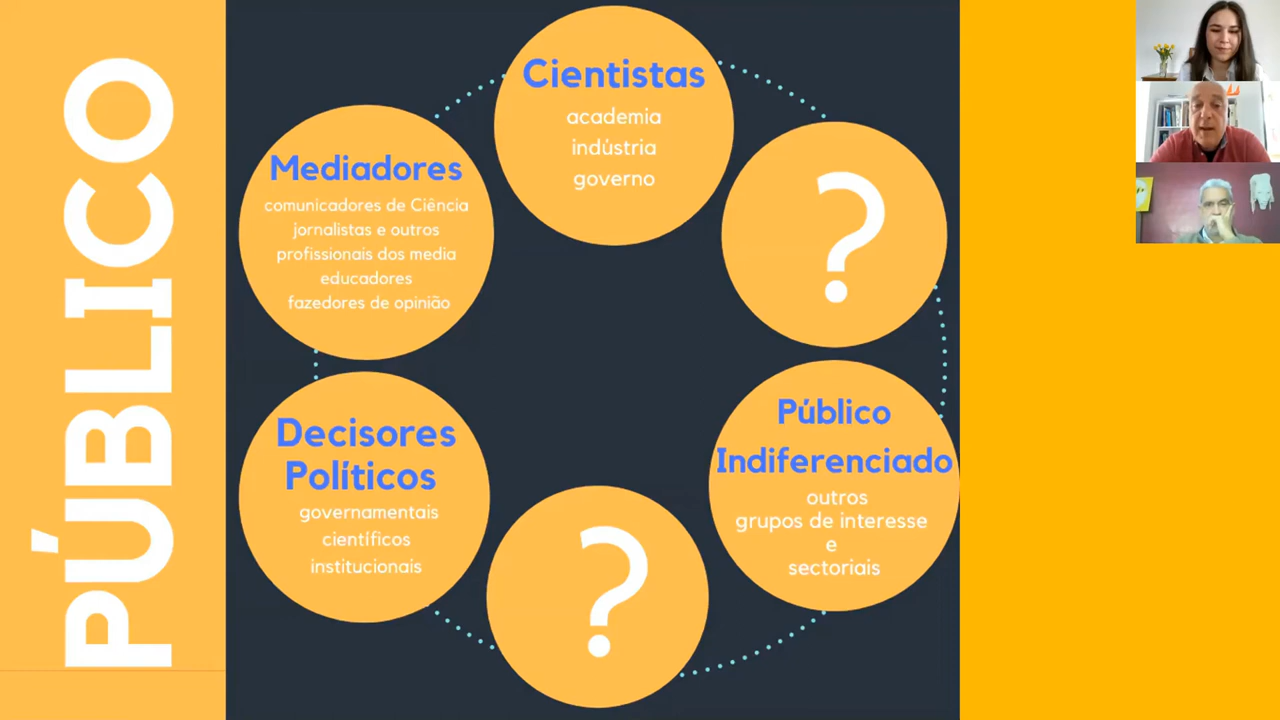 PÚBLICO
Cientistas
academia
indústria
governo
Mediadores
comunicadores de Ciência
jornalistas e outros
profissionais dos media
educadores
fazedores de opinião
?
Decisores
Políticos
governamentais
científicos
institucionais
Público
Indiferenciado
outros
grupos de interesse
e
sectoriais
?